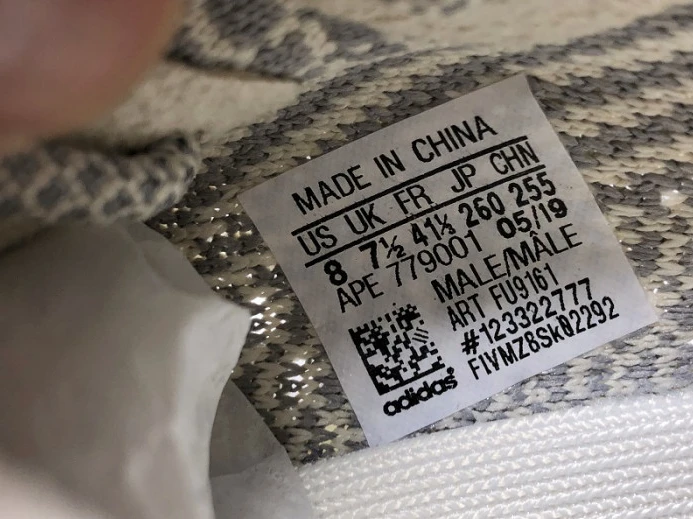 MADE IN CHINA
US UK FR JP CHN
8 7½ 41⅓ 260 255
APE 779001 05/19
MALE/MÂLE
ART FU9161
#123322777
FIVMZ8Sk02292
adidas